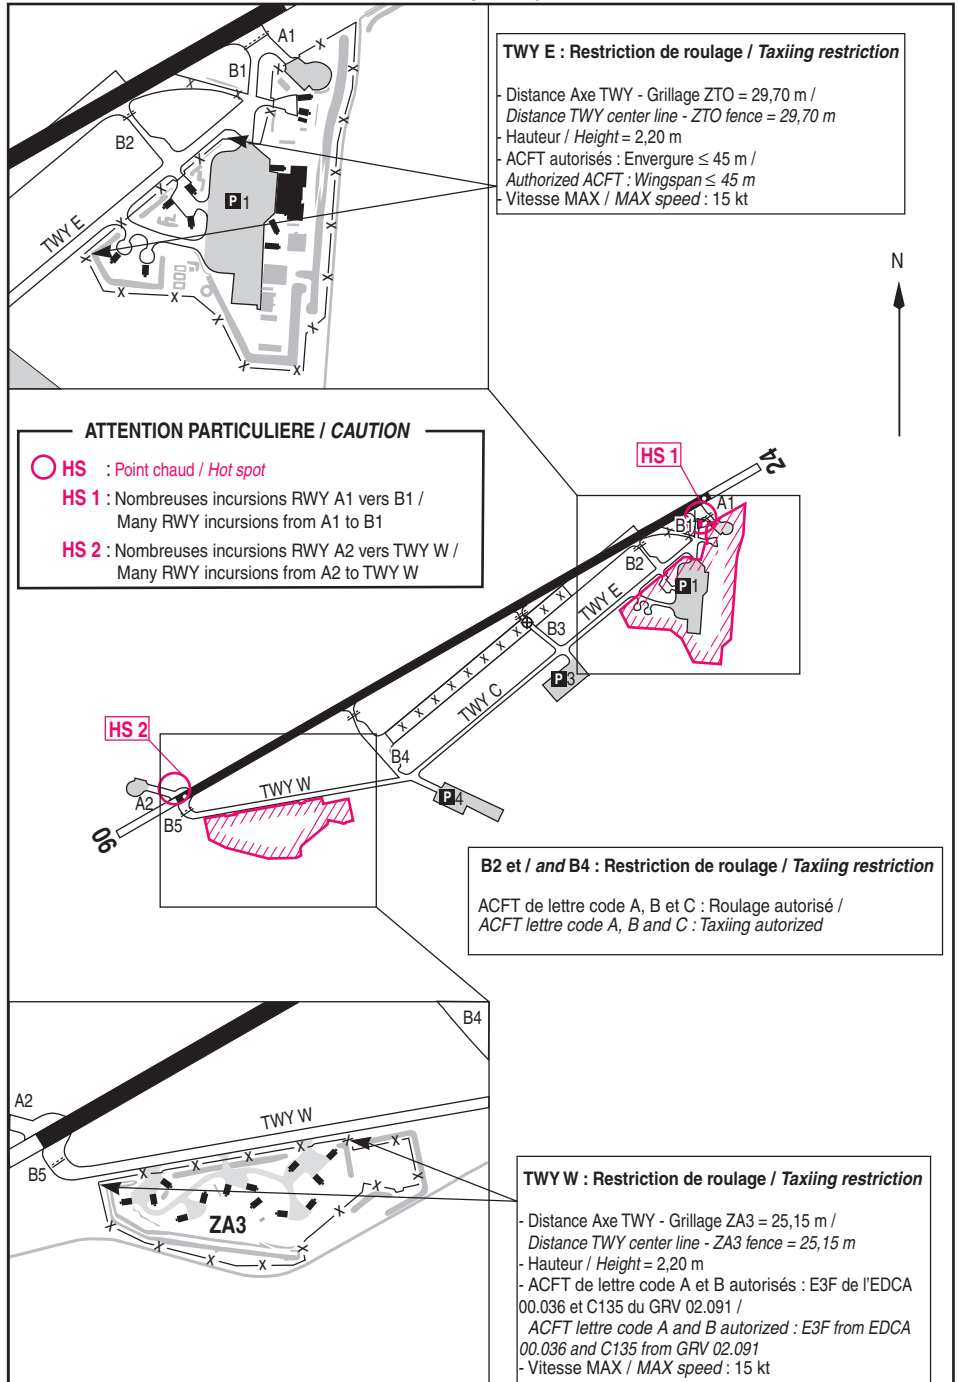 A1
B1
B2
TWY E
P 1
TWY E : Restriction de roulage / Taxiing restriction
- Distance Axe TWY - Grillage ZTO = 29,70 m /
Distance TWY center line - ZTO fence = 29,70 m
- Hauteur / Height = 2,20 m
- ACFT autorisés : Envergure ≤ 45 m /
Authorized ACFT : Wingspan ≤ 45 m
- Vitesse MAX / MAX speed : 15 kt
N
ATTENTION PARTICULIERE / CAUTION
HS : Point chaud / Hot spot
HS 1 : Nombreuses incursions RWY A1 vers B1 /
Many RWY incursions from A1 to B1
HS 2 : Nombreuses incursions RWY A2 vers TWY W /
Many RWY incursions from A2 to TWY W
HS 1
24
A1
B1
B2
P 1
TWY E
B3
P 3
TWY C
HS 2
B4
TWY W
P 4
A2
B5
06
B2 et / and B4 : Restriction de roulage / Taxiing restriction
ACFT de lettre code A, B et C : Roulage autorisé /
ACFT lettre code A, B and C : Taxiing autorized
B4
A2
TWY W
B5
ZA3
TWY W : Restriction de roulage / Taxiing restriction
- Distance Axe TWY - Grillage ZA3 = 25,15 m /
Distance TWY center line - ZA3 fence = 25,15 m
- Hauteur / Height = 2,20 m
- ACFT de lettre code A et B autorisés : E3F de l'EDCA
00.036 et C135 du GRV 02.091 /
ACFT lettre code A and B autorized : E3F from EDCA
00.036 and C135 from GRV 02.091
- Vitesse MAX / MAX speed : 15 kt